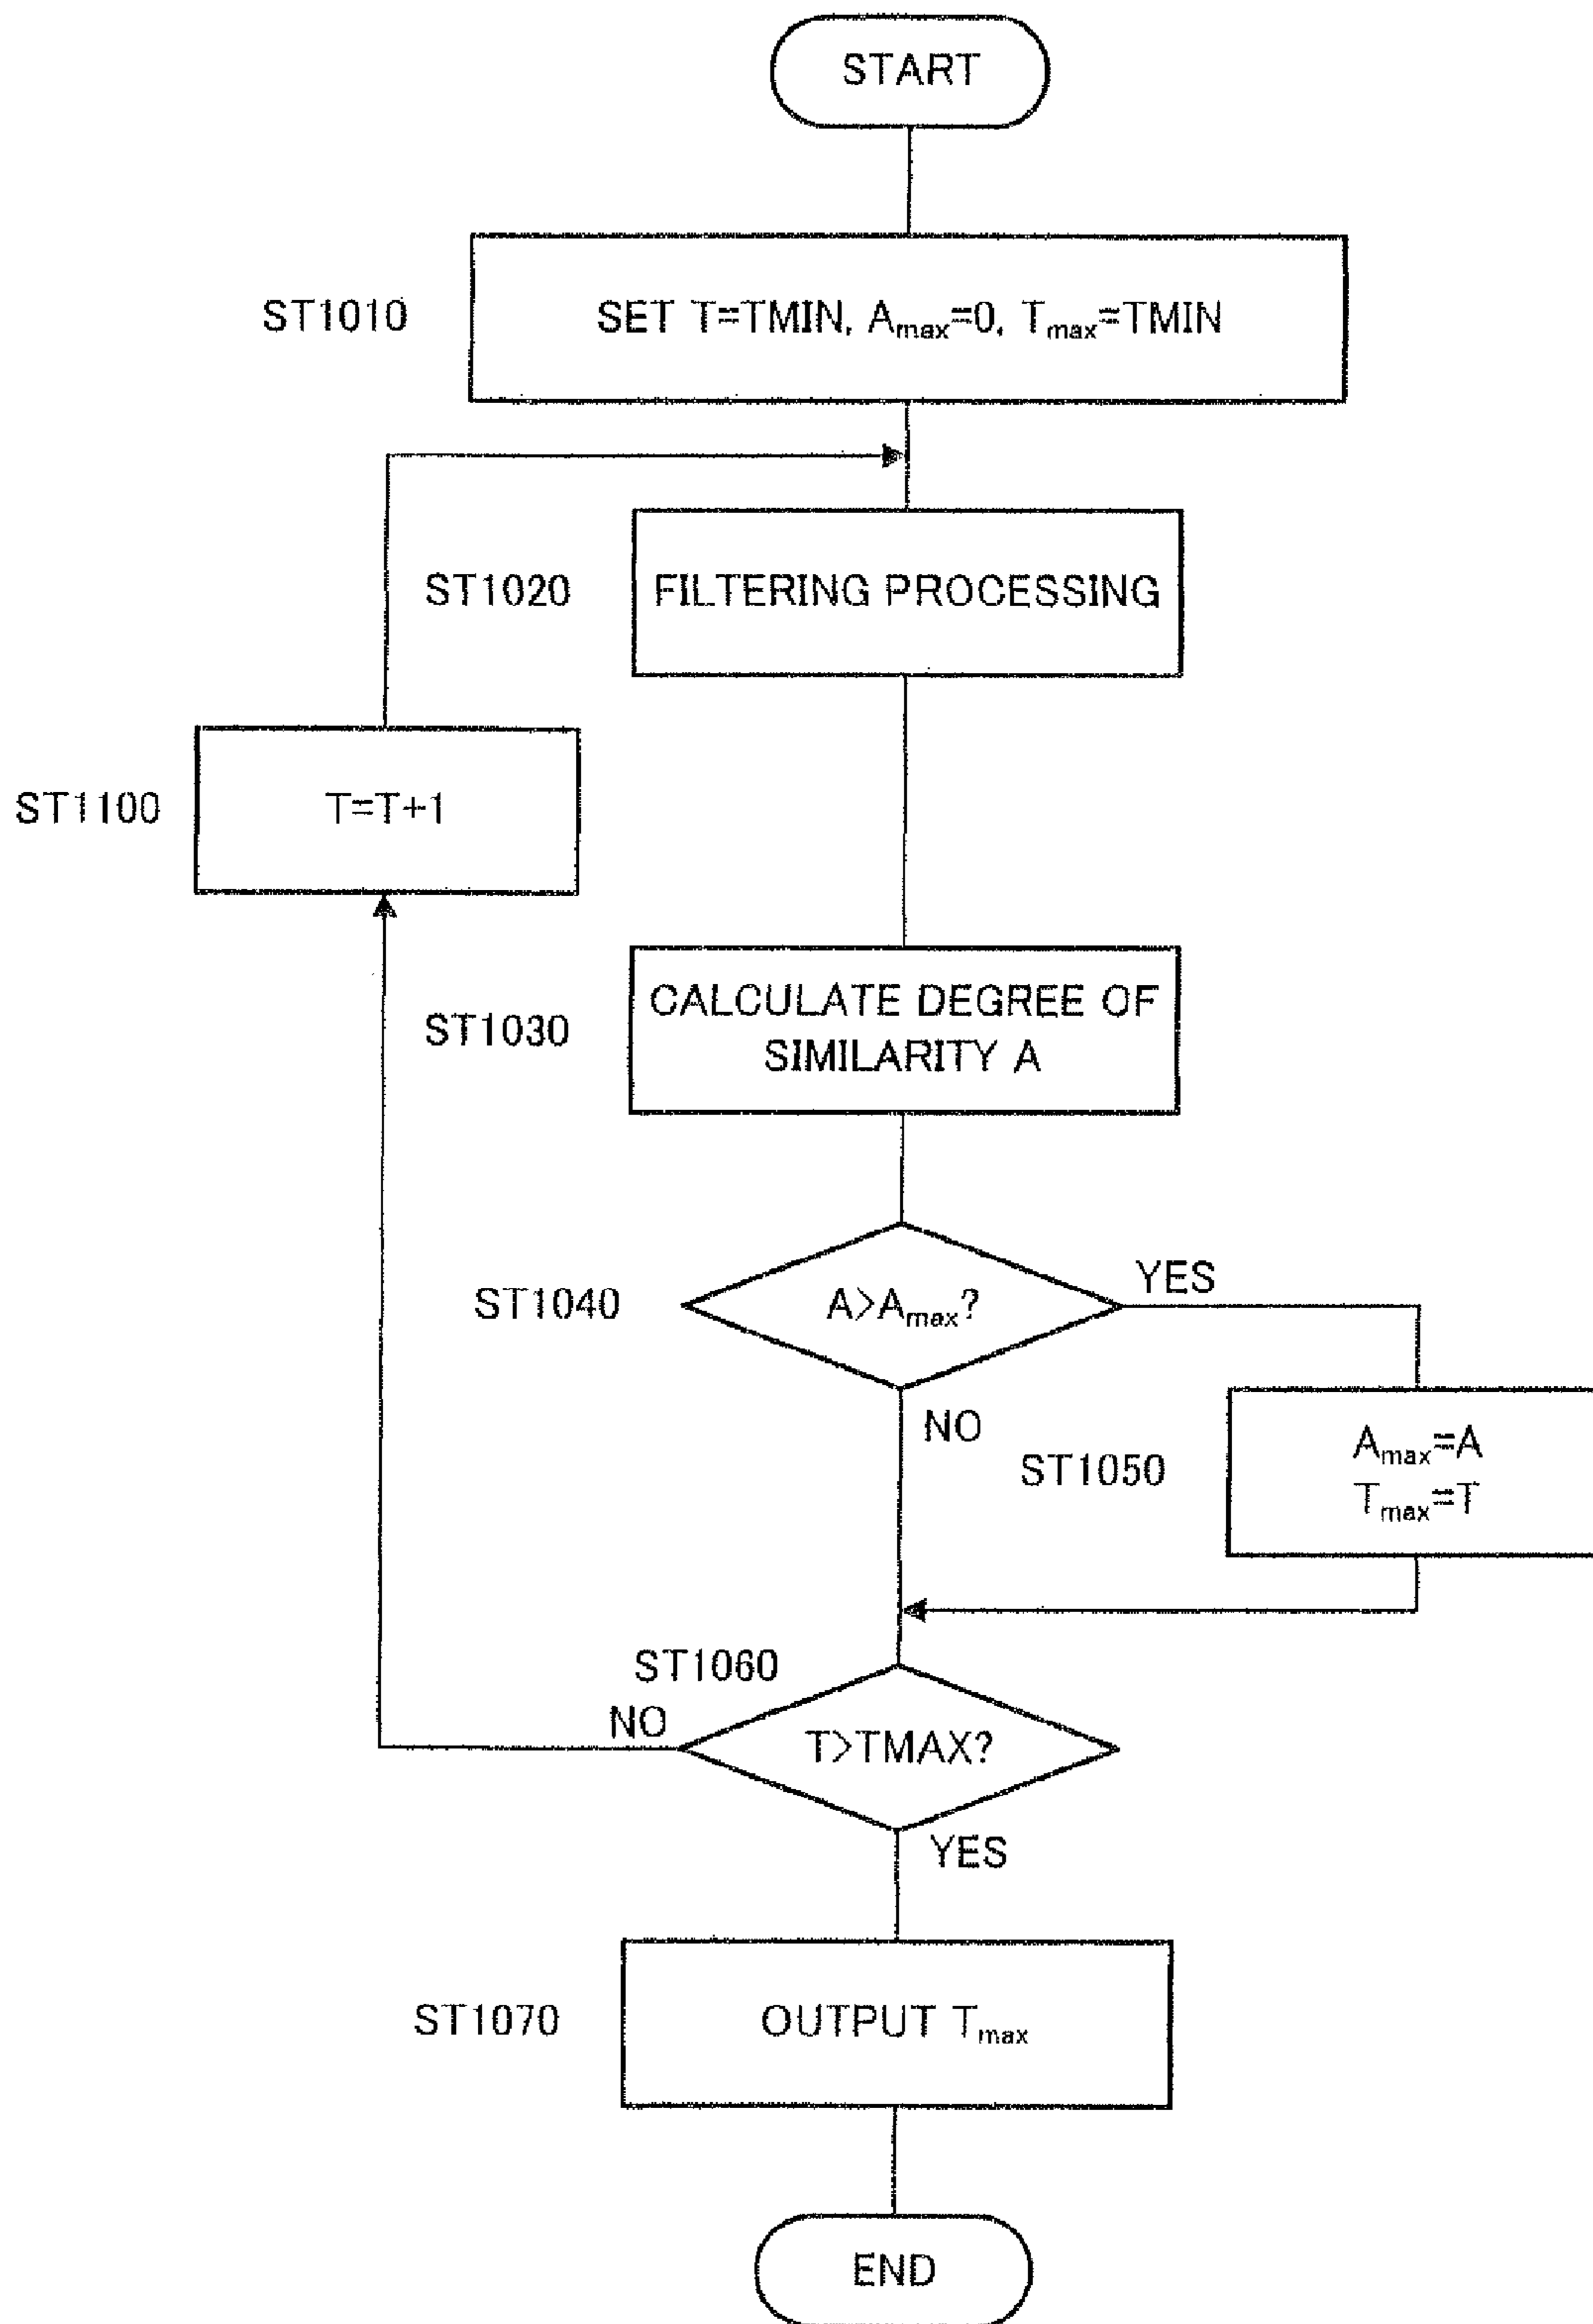 START
ST1010
SET T=TMIN, Amax=0, Tmax=TMIN
ST1020
FILTERING PROCESSING
ST1100
T=T+1
ST1030
CALCULATE DEGREE OF
SIMILARITY A
ST1040
A>Amax?
YES
NO
ST1050
Amax=A
Tmax=T
ST1060
NO
T>TMAX?
YES
ST1070
OUTPUT Tmax
END